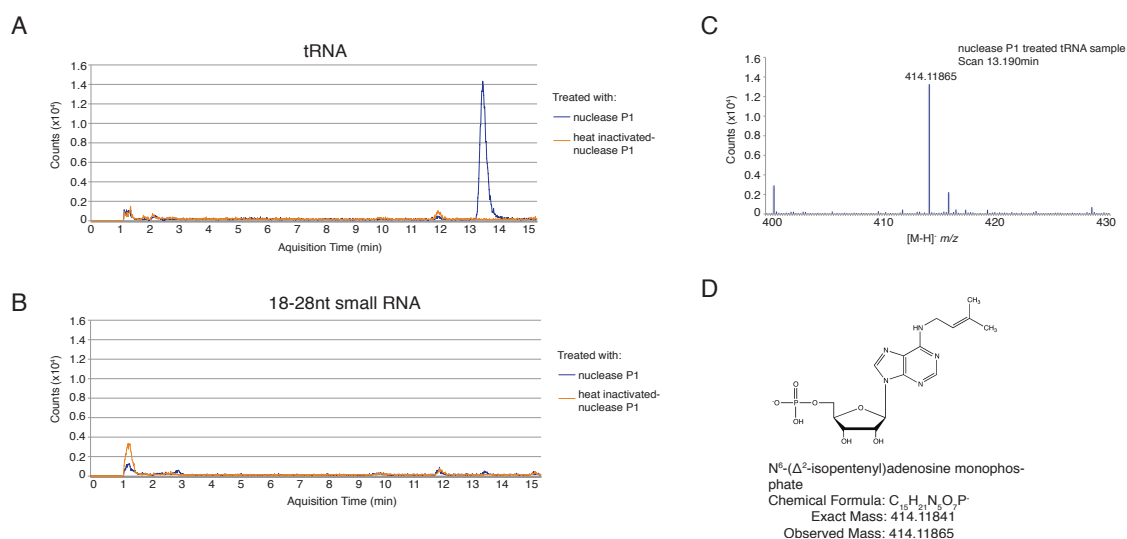 A
tRNA
1.6
1.4
1.2
1.0
0.8
0.6
0.4
0.2
0
Counts (x10⁴)
0 1 2 3 4 5 6 7 8 9 10 11 12 13 14 15
Aquisition Time (min)
Treated with:
nuclease P1
heat inactivated-
nuclease P1
B
18-28nt small RNA
1.6
1.4
1.2
1.0
0.8
0.6
0.4
0.2
0
Counts (x10⁴)
0 1 2 3 4 5 6 7 8 9 10 11 12 13 14 15
Aquisition Time (min)
Treated with:
nuclease P1
heat inactivated-
nuclease P1
C
nuclease P1 treated tRNA sample
Scan 13.190min
414.11865
1.6
1.4
1.2
1.0
0.8
0.6
0.4
0.2
0
Counts (x10⁴)
400 410 420 430
[M-H]⁻ m/z
D
CH₃
HN
CH₃
N
N
N
N
O
⁻O
P
O
OH
O
OH
OH
N⁶-(Δ²-isopentenyl)adenosine monophos-
phate
Chemical Formula: C₁₅H₂₁N₅O₇P⁻
Exact Mass: 414.11841
Observed Mass: 414.11865